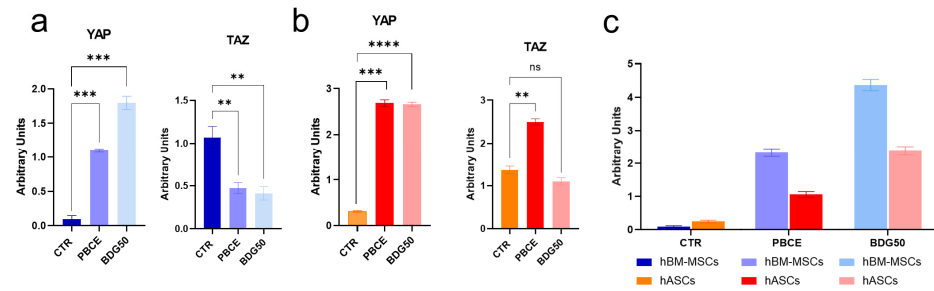 a
YAP
***
***
Arbitrary Units
2.0
1.5
1.0
0.5
0.0
CTR
PBCE
BDG50
TAZ
**
**
Arbitrary Units
1.5
1.0
0.5
0.0
CTR
PBCE
BDG50
b
YAP
****
***
Arbitrary Units
3
2
1
0
CTR
PBCE
BDG50
TAZ
ns
**
Arbitrary Units
3
2
1
0
CTR
PBCE
BDG50
c
Arbitrary Units
5
4
3
2
1
0
CTR PBCE BDG50
hBM-MSCs hBM-MSCs hBM-MSCs
hASCs hASCs hASCs